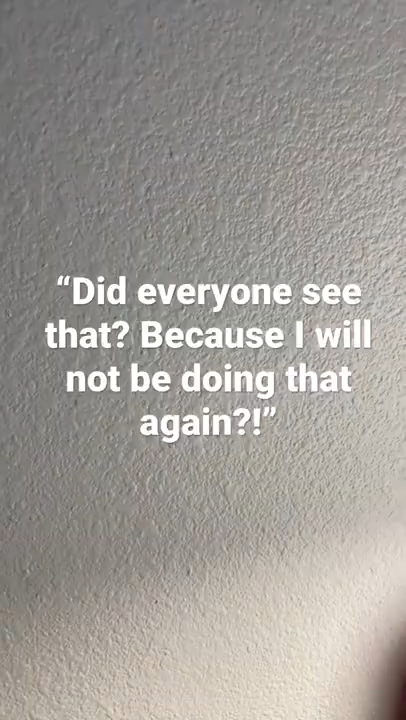 “Did everyone see
that? Because I will
not be doing that
again?!”